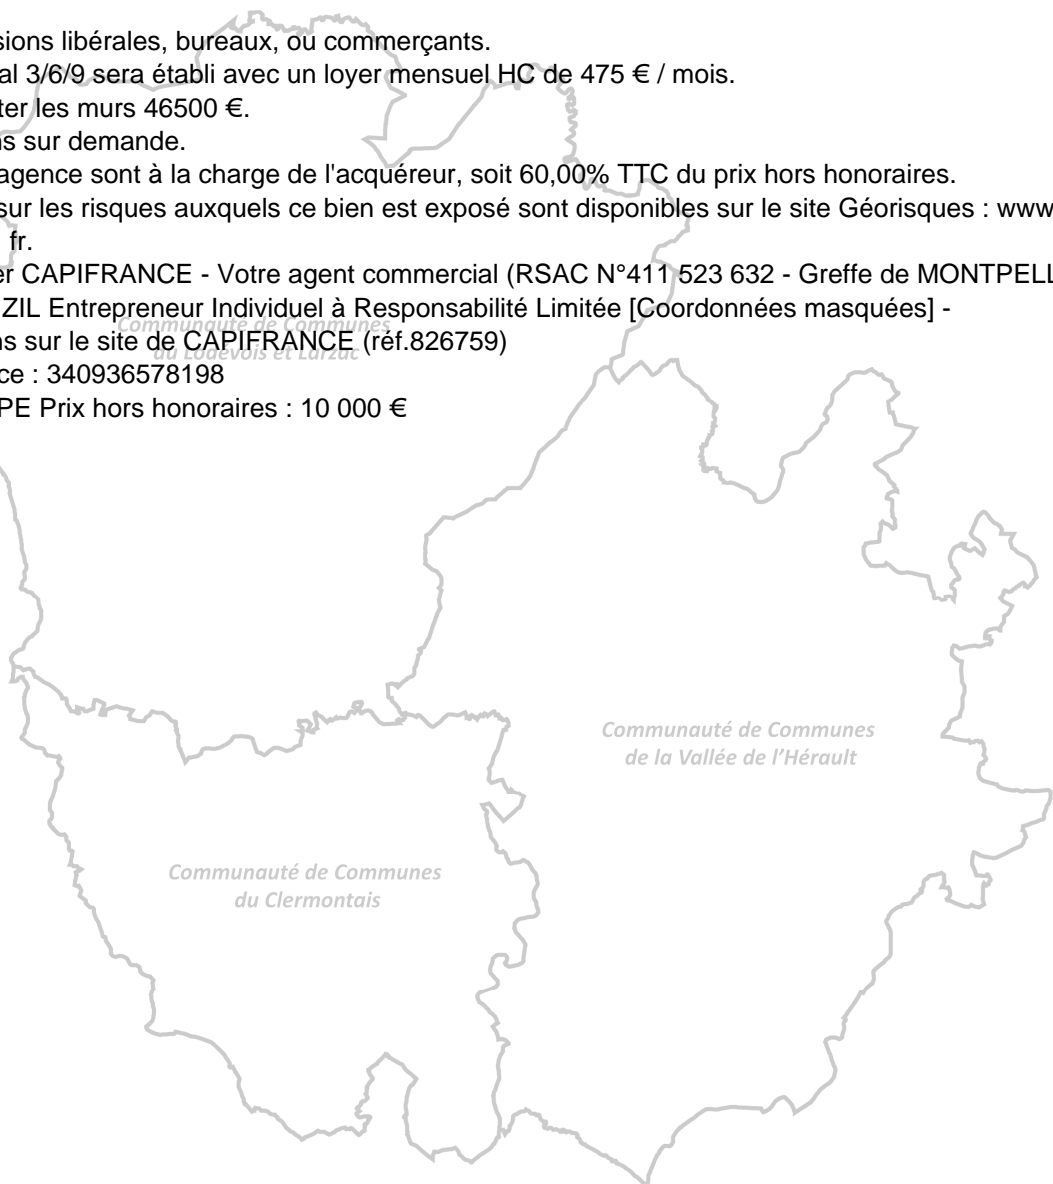 sions libérales, bureaux, ou commerçants.
al 3/6/9 sera établi avec un loyer mensuel HC de 475 € / mois.
ter les murs 46500 €.
ns sur demande.
agence sont à la charge de l'acquéreur, soit 60,00% TTC du prix hors honoraires.
sur les risques auxquels ce bien est exposé sont disponibles sur le site Géorisques : www
fr.
er CAPIFRANCE - Votre agent commercial (RSAC N°411 523 632 - Greffe de MONTPELL
ZIL Entrepreneur Individuel à Responsabilité Limitée [Coordonnées masquées] -
Communauté de Communes
ns sur le site de CAPIFRANCE (réf.826759)
du Lodévois et Larzac
ce : 340936578198
PE Prix hors honoraires : 10 000 €
Communauté de Communes
de la Vallée de l'Hérault
Communauté de Communes
du Clermontais